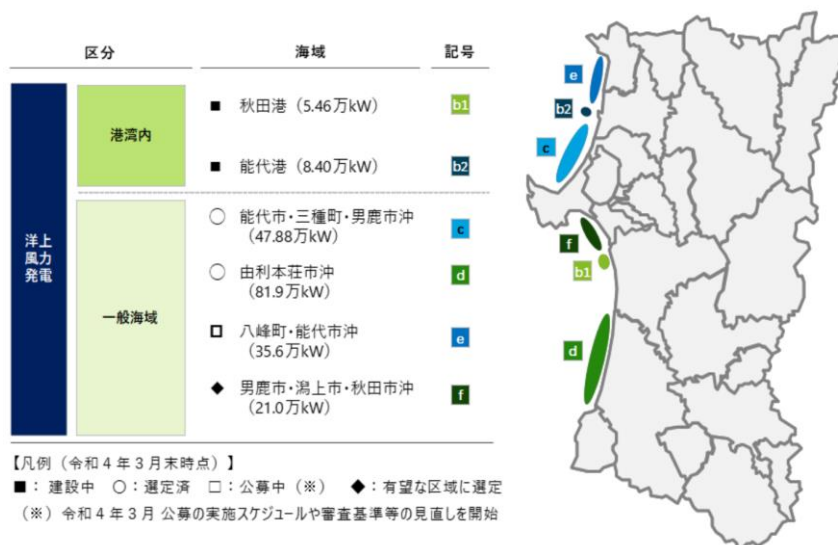 区分 海域 記号
洋上
風力
発電
港湾内
■ 秋田港（5.46万kW） b1
■ 能代港（8.40万kW） b2
一般海域
○ 能代市・三種町・男鹿市沖
（47.88万kW） c
○ 由利本荘市沖
（81.9万kW） d
□ 八峰町・能代市沖
（35.6万kW） e
◆ 男鹿市・潟上市・秋田市沖
（21.0万kW） f
【凡例（令和４年３月末時点）】
■：建設中 ○：選定済 □：公募中（※） ◆：有望な区域に選定
（※）令和４年３月 公募の実施スケジュールや審査基準等の見直しを開始
e
b2
c
f
b1
d